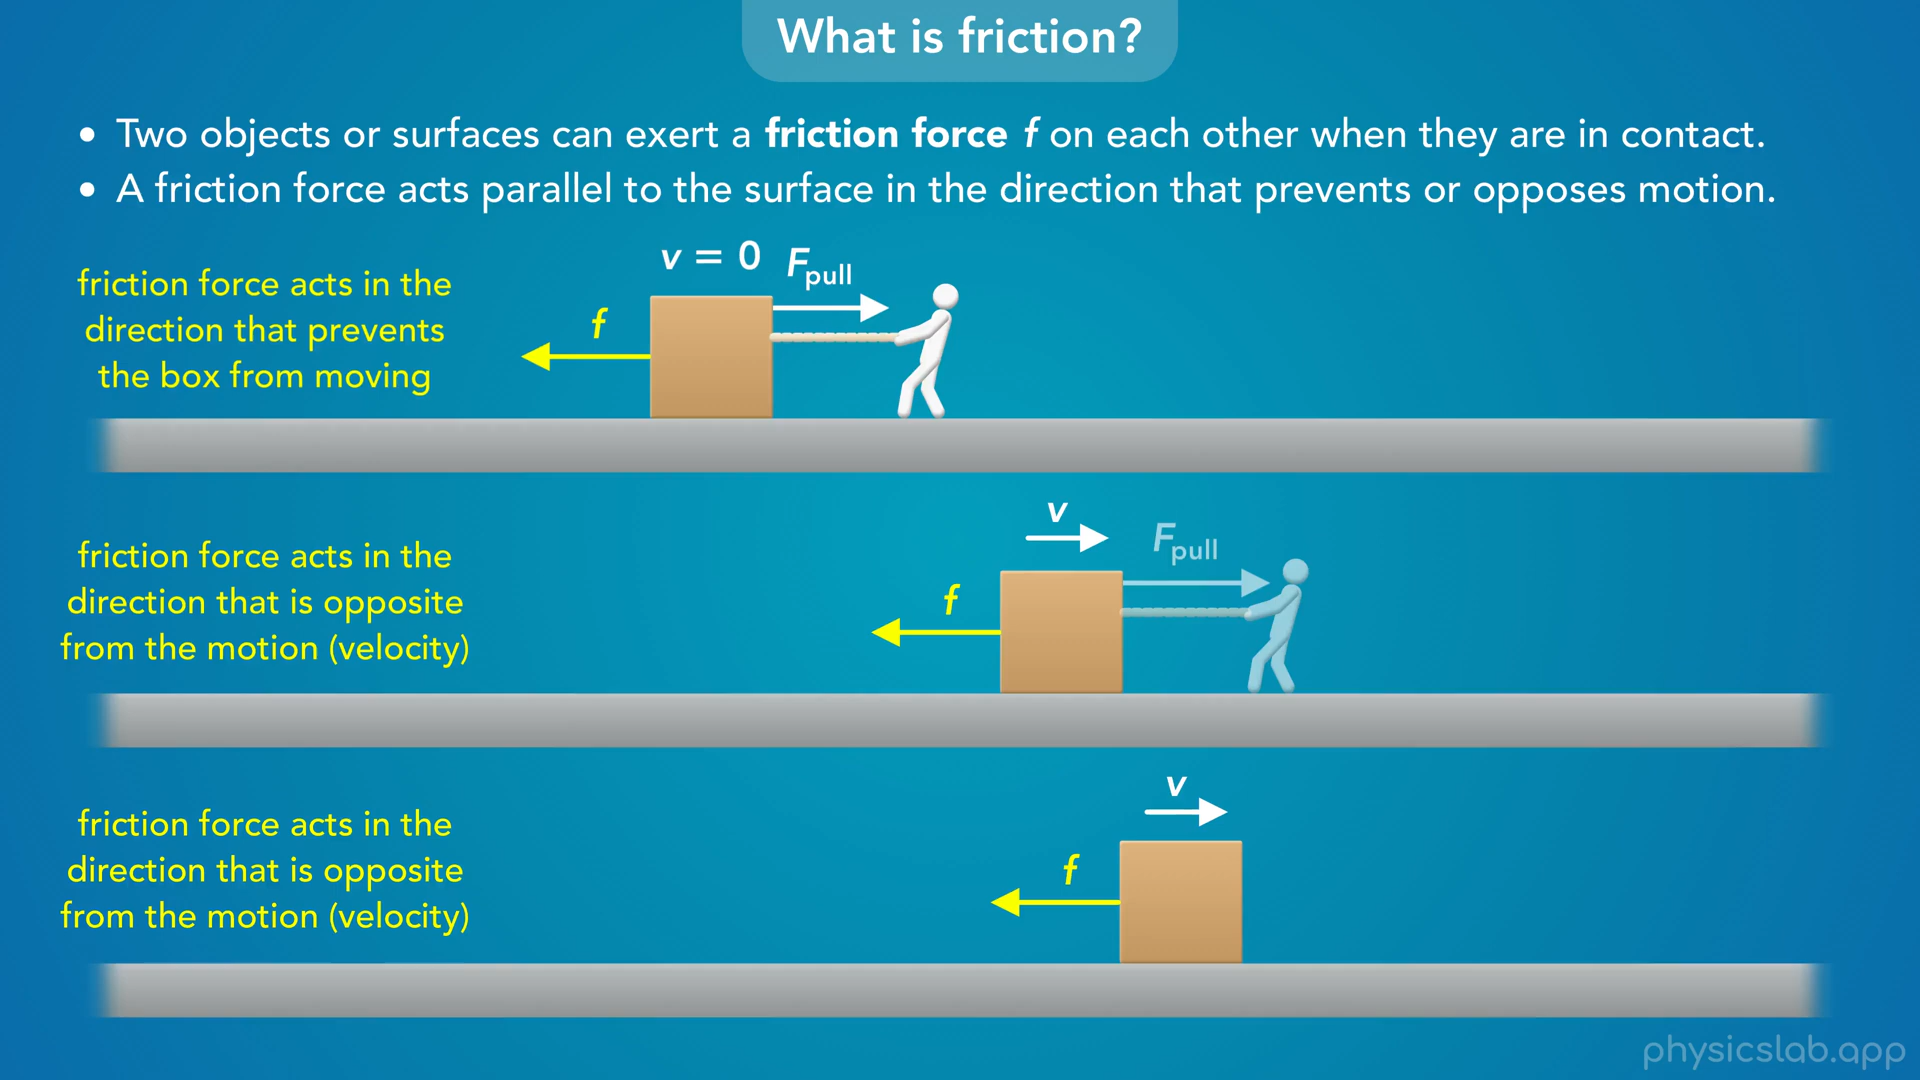 What is friction?
• Two objects or surfaces can exert a friction force f on each other when they are in contact.
• A friction force acts parallel to the surface in the direction that prevents or opposes motion.
friction force acts in the
direction that prevents
the box from moving
v = 0
F pull
f
friction force acts in the
direction that is opposite
from the motion (velocity)
v
F pull
f
friction force acts in the
direction that is opposite
from the motion (velocity)
v
f
physicslab.app